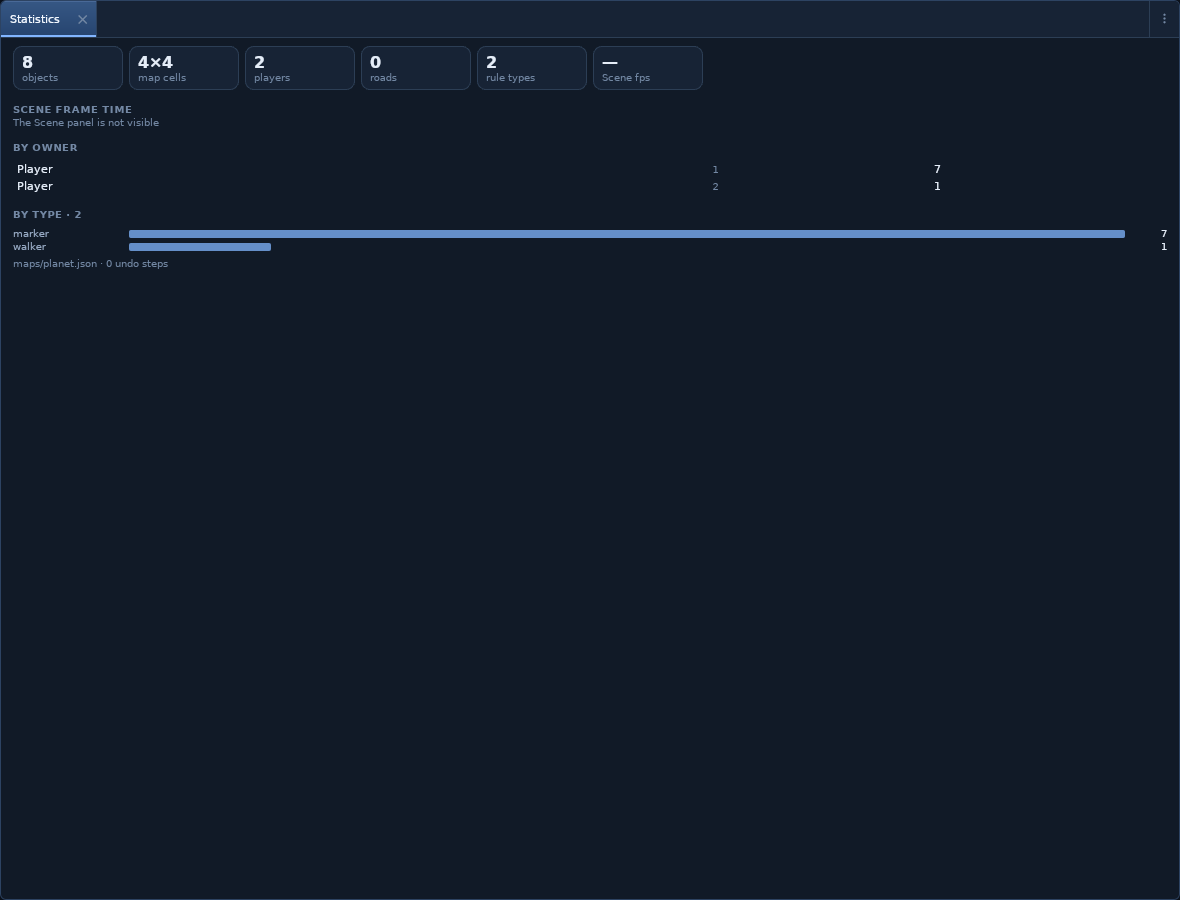 Statistics
8
objects
4×4
map cells
2
players
0
roads
2
rule types
—
Scene fps
SCENE FRAME TIME
The Scene panel is not visible
BY OWNER
Player 1 7
Player 2 1
BY TYPE · 2
marker 7
walker 1
maps/planet.json · 0 undo steps